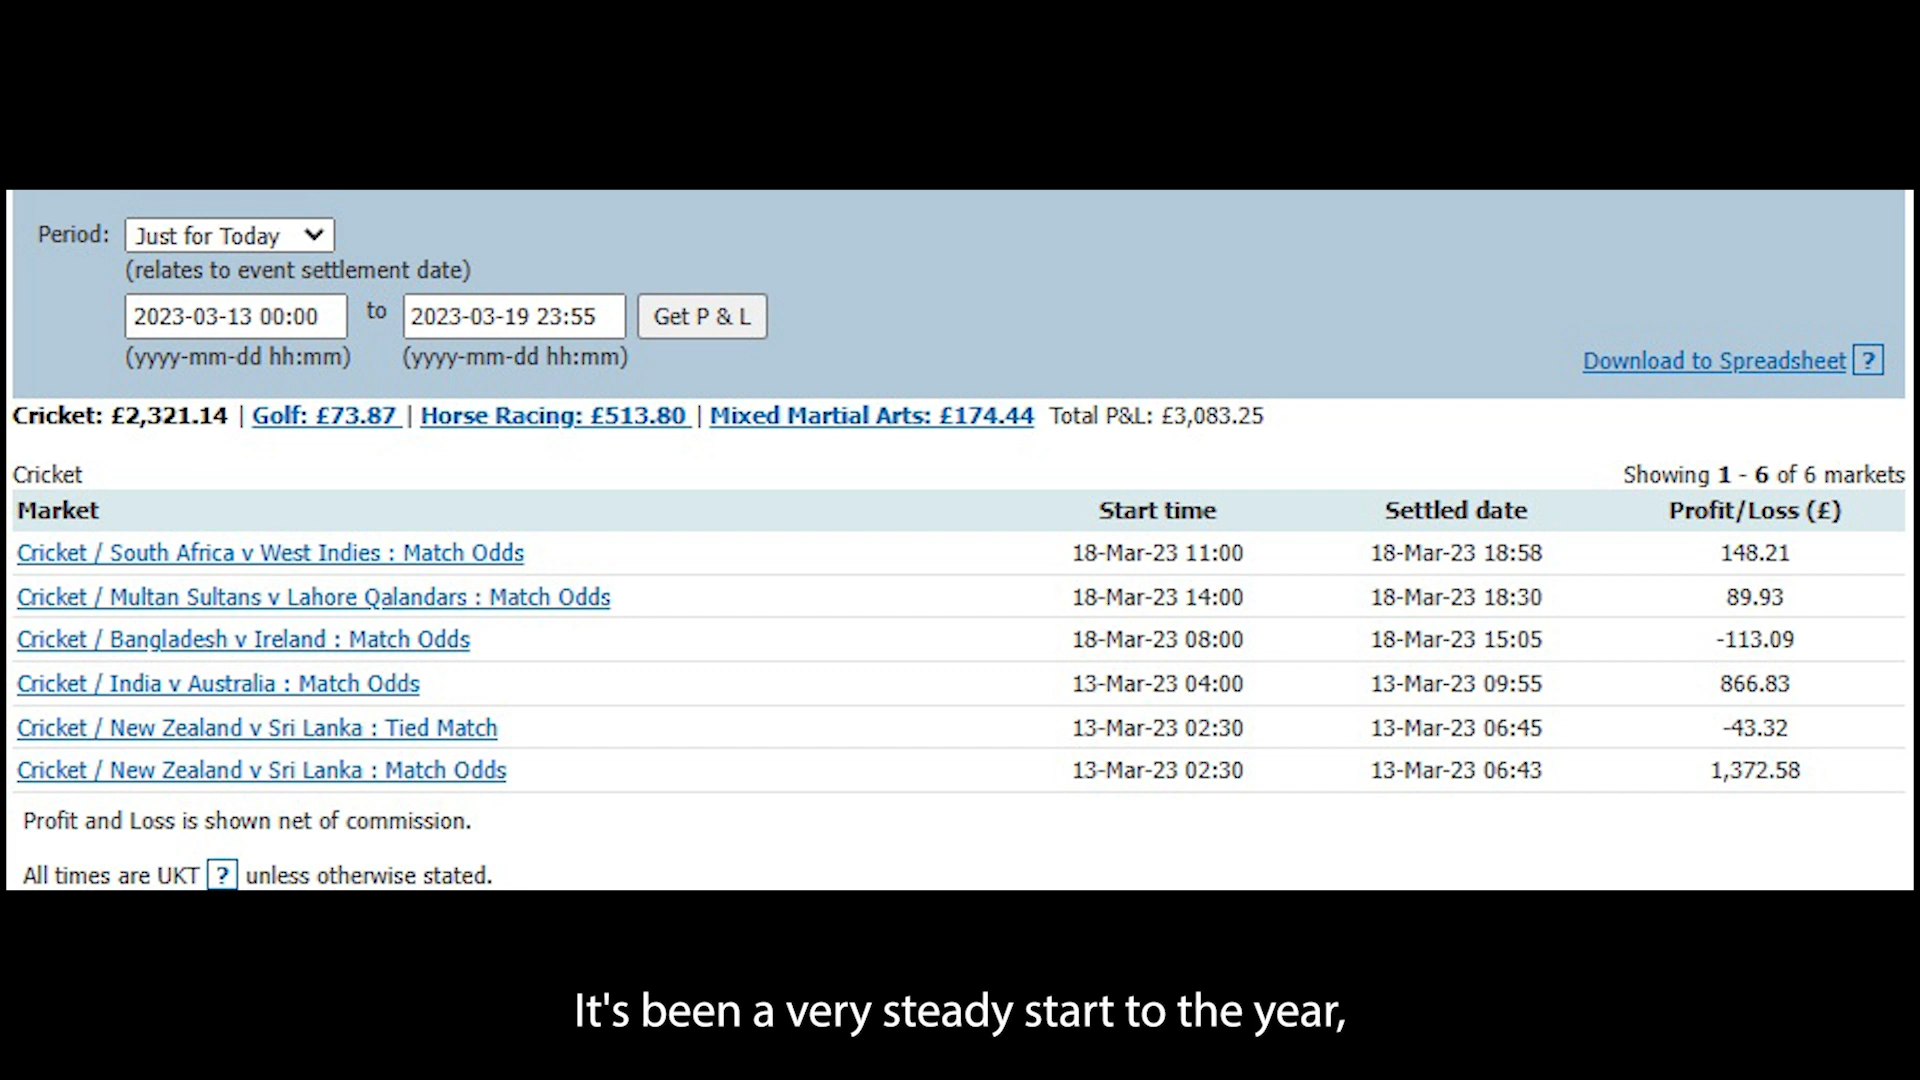 Period: Just for Today
(relates to event settlement date)
2023-03-13 00:00 to 2023-03-19 23:55 Get P & L
(yyyy-mm-dd hh:mm) (yyyy-mm-dd hh:mm)
Download to Spreadsheet ?
Cricket: £2,321.14 | Golf: £73.87 | Horse Racing: £513.80 | Mixed Martial Arts: £174.44 Total P&L: £3,083.25
Cricket Showing 1 - 6 of 6 markets
Market Start time Settled date Profit/Loss (£)
Cricket / South Africa v West Indies : Match Odds 18-Mar-23 11:00 18-Mar-23 18:58 148.21
Cricket / Multan Sultans v Lahore Qalandars : Match Odds 18-Mar-23 14:00 18-Mar-23 18:30 89.93
Cricket / Bangladesh v Ireland : Match Odds 18-Mar-23 08:00 18-Mar-23 15:05 -113.09
Cricket / India v Australia : Match Odds 13-Mar-23 04:00 13-Mar-23 09:55 866.83
Cricket / New Zealand v Sri Lanka : Tied Match 13-Mar-23 02:30 13-Mar-23 06:45 -43.32
Cricket / New Zealand v Sri Lanka : Match Odds 13-Mar-23 02:30 13-Mar-23 06:43 1,372.58
Profit and Loss is shown net of commission.
All times are UKT ? unless otherwise stated.
It's been a very steady start to the year,